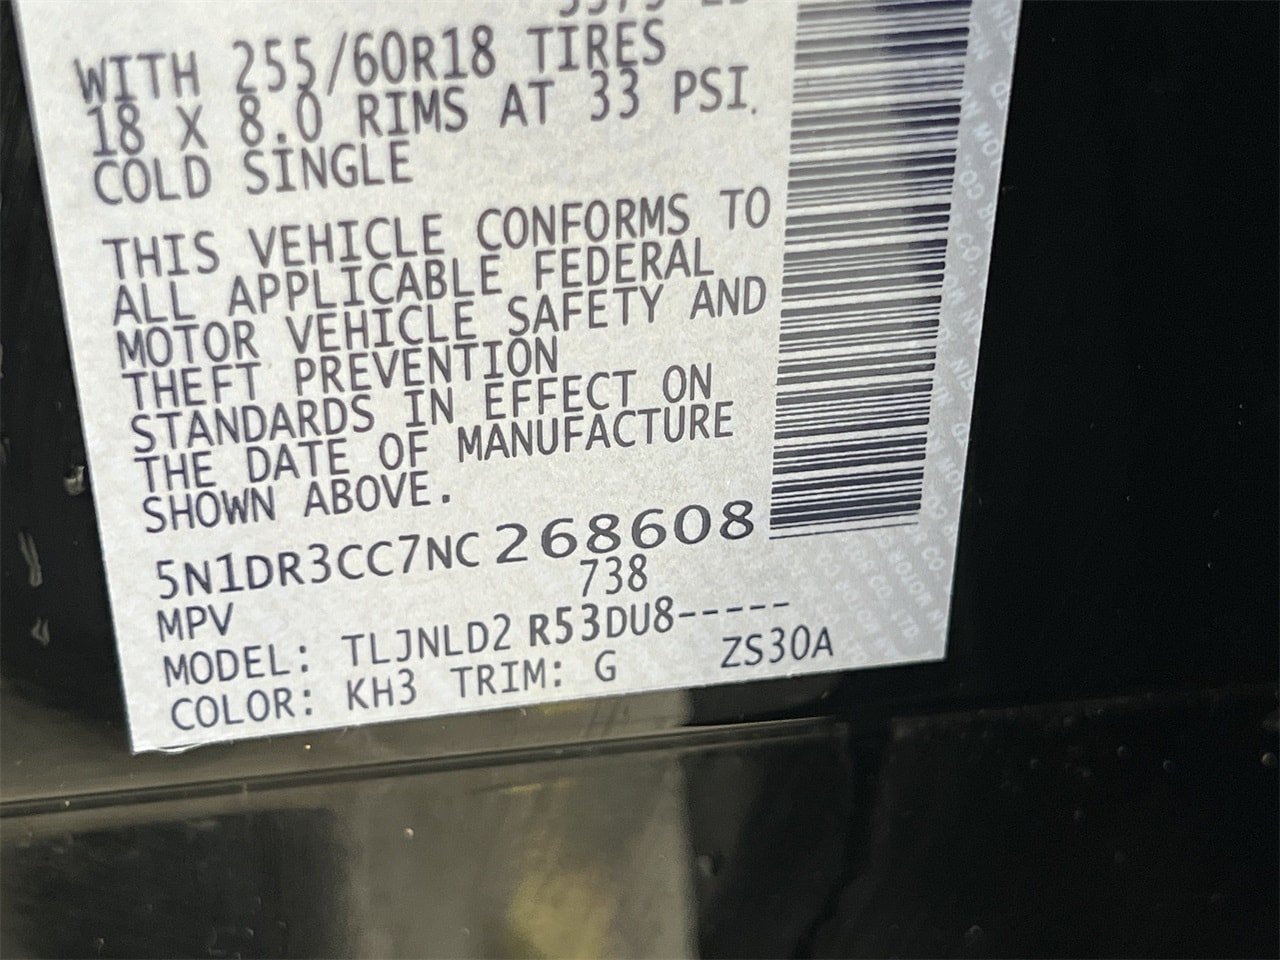 WITH 255/60R18 TIRES
18 X 8.0 RIMS AT 33 PSI.
COLD SINGLE
THIS VEHICLE CONFORMS TO
ALL APPLICABLE FEDERAL
MOTOR VEHICLE SAFETY AND
THEFT PREVENTION
STANDARDS IN EFFECT ON
THE DATE OF MANUFACTURE
SHOWN ABOVE.
5N1DR3CC7NC268608
738
MPV
MODEL: TLJNLD2 R53DU8-----
COLOR: KH3 TRIM: G ZS30A